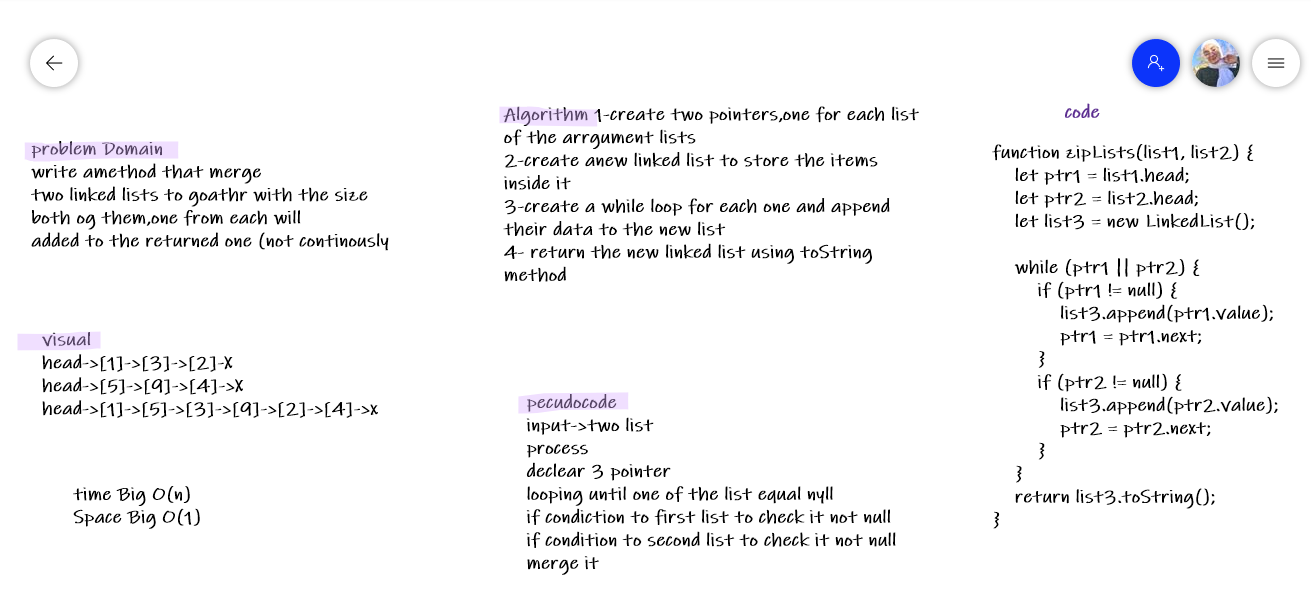 problem Domain
write amethod that merge
two linked lists to goathr with the size
both og them,one from each will
added to the returned one (not continously
visual
head->[1]->[3]->[2]-X
head->[5]->[9]->[4]->X
head->[1]->[5]->[3]->[9]->[2]->[4]->x
time Big O(n)
Space Big O(1)
Algorithm 1-create two pointers,one for each list
of the arrgument lists
2-create anew linked list to store the items
inside it
3-create a while loop for each one and append
their data to the new list
4- return the new linked list using toString
method
pecudocode
input->two list
process
declear 3 pointer
looping until one of the list equal nyll
if condiction to first list to check it not null
if condition to second list to check it not null
merge it
code
function zipLists(list1, list2) {
let ptr1 = list1.head;
let ptr2 = list2.head;
let list3 = new LinkedList();
while (ptr1 || ptr2) {
if (ptr1 != null) {
list3.append(ptr1.value);
ptr1 = ptr1.next;
}
if (ptr2 != null) {
list3.append(ptr2.value);
ptr2 = ptr2.next;
}
}
return list3.toString();
}